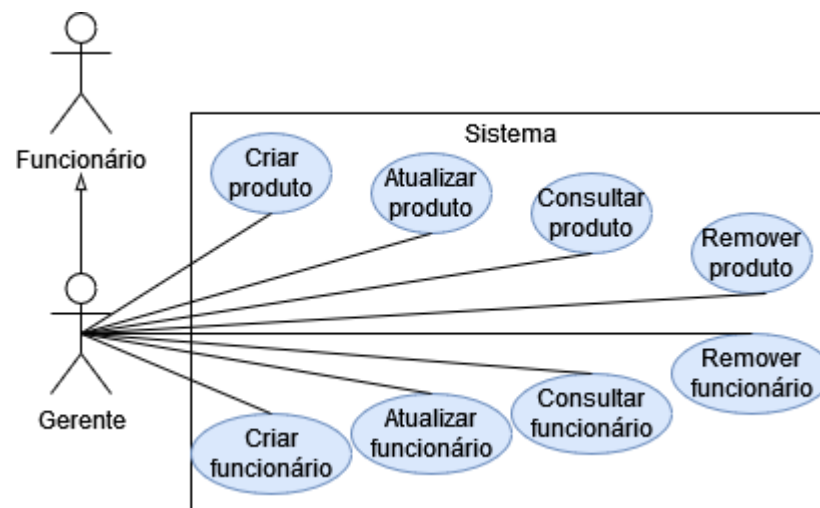 Sistema
Funcionário
Criar
produto
Atualizar
produto
Consultar
produto
Remover
produto
Gerente
Remover
funcionário
Consultar
funcionário
Atualizar
funcionário
Criar
funcionário